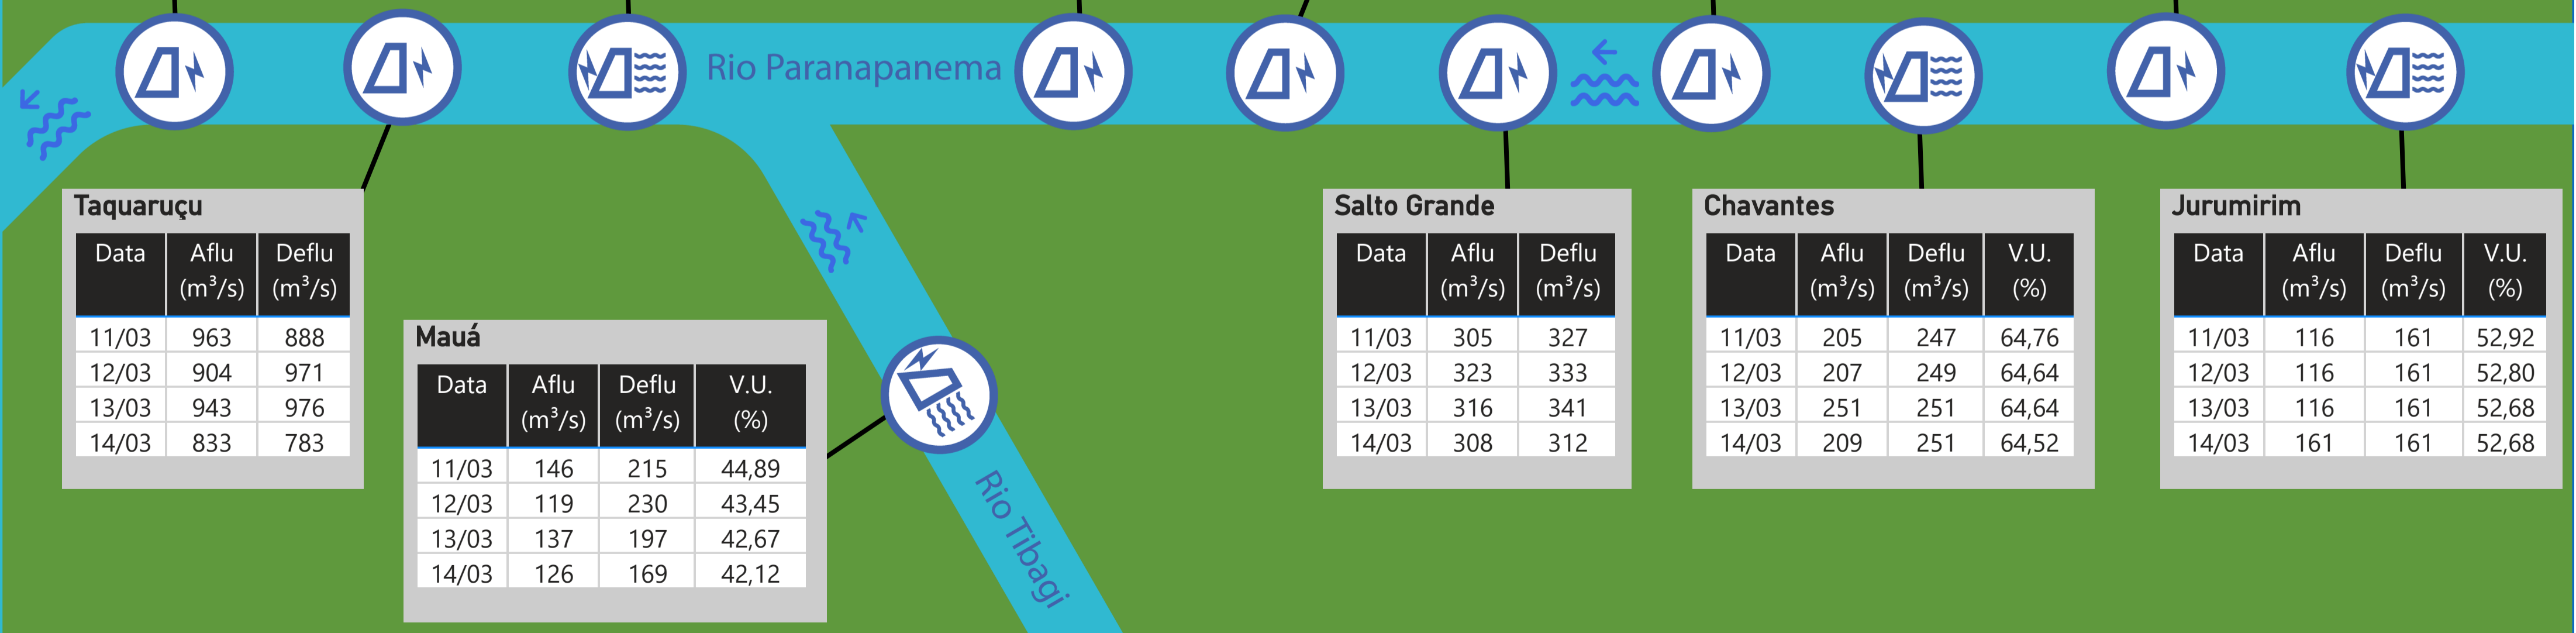 Rio Paranapanema
Taquaruçu
Data Aflu (m³/s) Deflu (m³/s)
11/03 963 888
12/03 904 971
13/03 943 976
14/03 833 783
Mauá
Data Aflu (m³/s) Deflu (m³/s) V.U. (%)
11/03 146 215 44,89
12/03 119 230 43,45
13/03 137 197 42,67
14/03 126 169 42,12
Rio Tibagi
Salto Grande
Data Aflu (m³/s) Deflu (m³/s)
11/03 305 327
12/03 323 333
13/03 316 341
14/03 308 312
Chavantes
Data Aflu (m³/s) Deflu (m³/s) V.U. (%)
11/03 205 247 64,76
12/03 207 249 64,64
13/03 251 251 64,64
14/03 209 251 64,52
Jurumirim
Data Aflu (m³/s) Deflu (m³/s) V.U. (%)
11/03 116 161 52,92
12/03 116 161 52,80
13/03 116 161 52,68
14/03 161 161 52,68